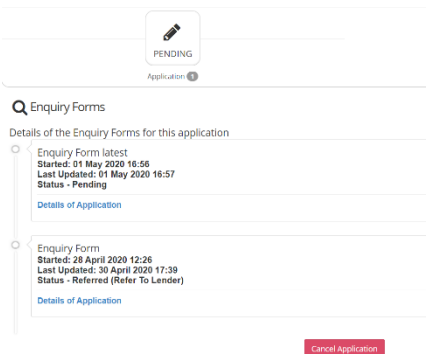 PENDING
Application 1
Enquiry Forms
Details of the Enquiry Forms for this application
Enquiry Form latest
Started: 01 May 2020 16:56
Last Updated: 01 May 2020 16:57
Status - Pending
Details of Application
Enquiry Form
Started: 28 April 2020 12:26
Last Updated: 30 April 2020 17:39
Status - Referred (Refer To Lender)
Details of Application
Cancel Application